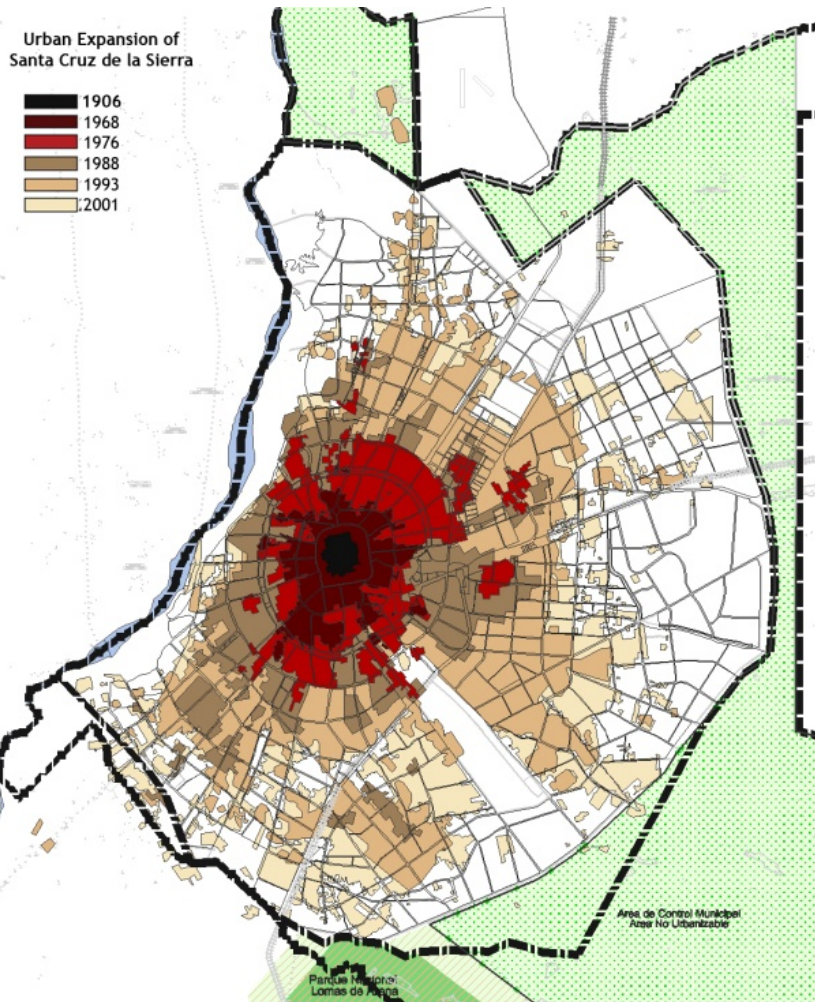 Urban Expansion of
Santa Cruz de la Sierra
1906
1968
1976
1988
1993
2001
Area de Control Municipal
Area No Urbanizable
Parque Nacional
Lomas de Arena